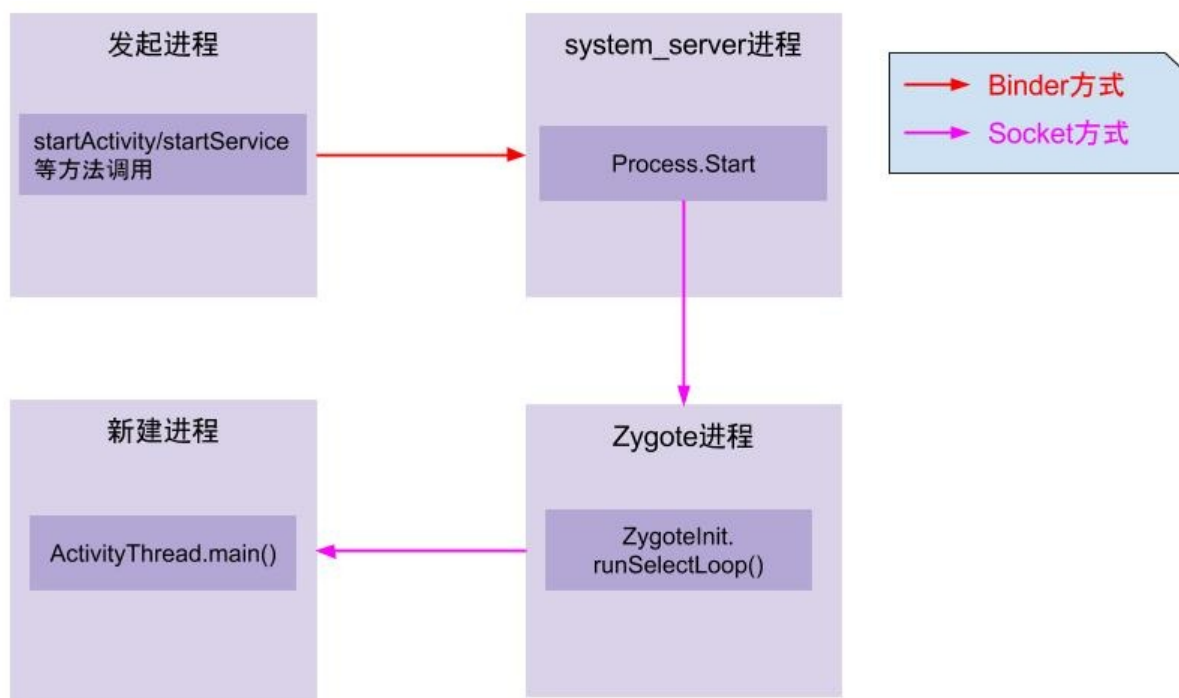 发起进程
startActivity/startService
等方法调用
system_server进程
Process.Start
Binder方式
Socket方式
新建进程
ActivityThread.main()
Zygote进程
ZygoteInit.
runSelectLoop()